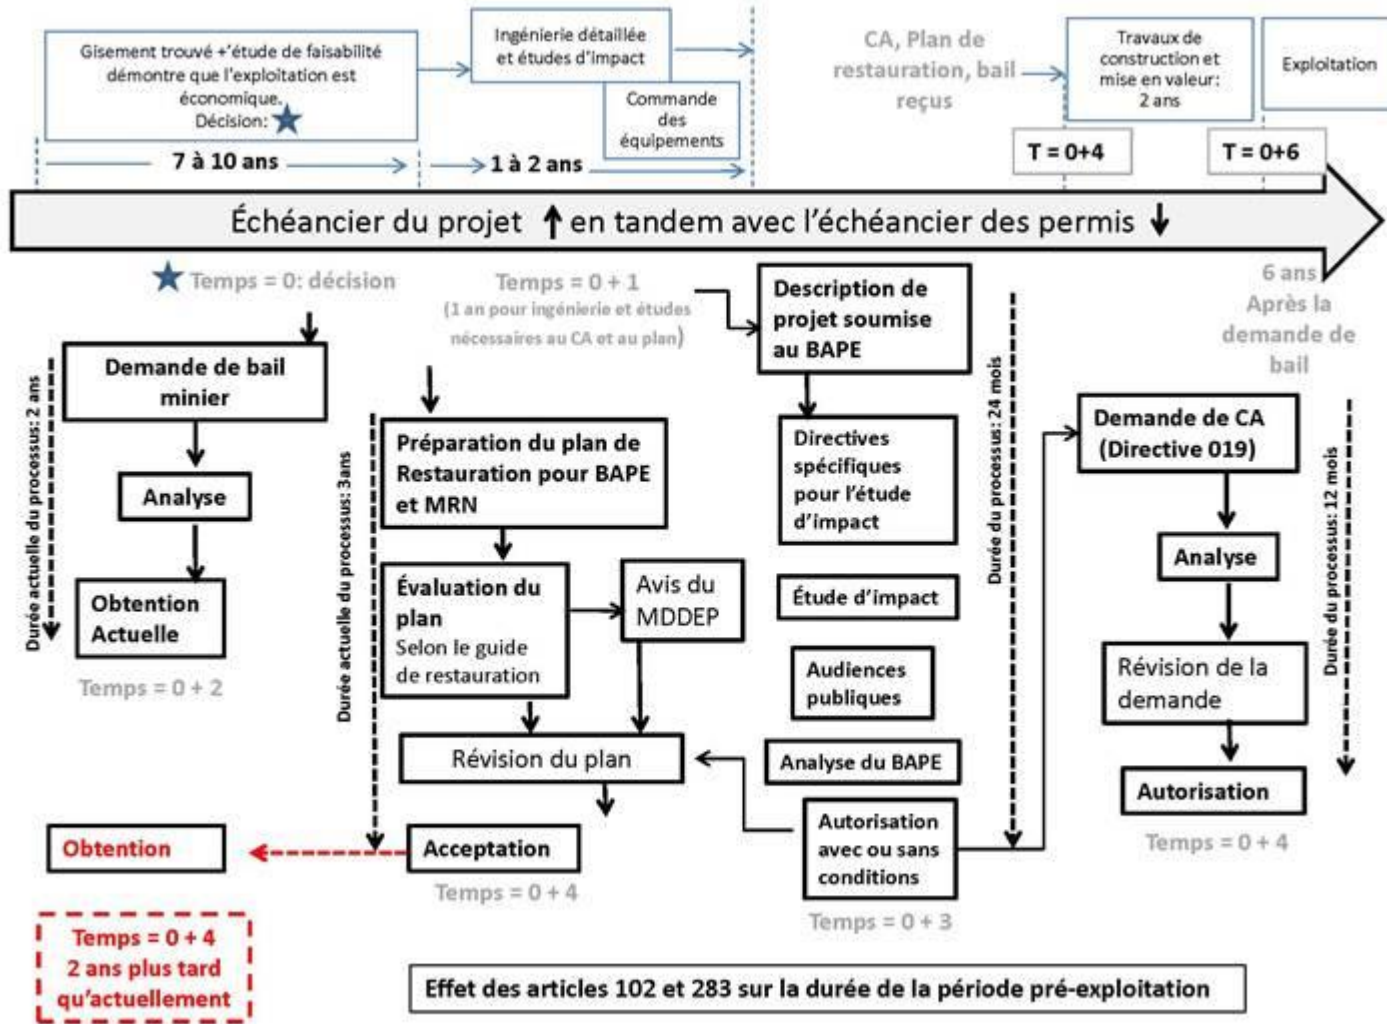 Gisement trouvé +'étude de faisabilité
démontre que l'exploitation est
économique.
Décision:
Ingénierie détaillée
et études d'impact
Commande
des
équipements
CA, Plan de
restauration, bail
reçus
Travaux de
construction et
mise en valeur:
2 ans
Exploitation
7 à 10 ans
1 à 2 ans
T = 0+4
T = 0+6
Échéancier du projet ↑ en tandem avec l'échéancier des permis ↓
Temps = 0: décision
Temps = 0 + 1
(1 an pour ingénierie et études
nécessaires au CA et au plan)
6 ans
Après la
demande de
bail
Durée actuelle du processus: 2 ans
Demande de bail
minier
Analyse
Obtention
Actuelle
Temps = 0 + 2
Durée actuelle du processus: 3ans
Préparation du plan de
Restauration pour BAPE
et MRN
Évaluation du
plan
Selon le guide
de restauration
Avis du
MDDEP
Révision du plan
Acceptation
Temps = 0 + 4
Description de
projet soumise
au BAPE
Directives
spécifiques
pour l'étude
d'impact
Étude d'impact
Audiences
publiques
Analyse du BAPE
Autorisation
avec ou sans
conditions
Temps = 0 + 3
Durée du processus: 24 mois
Demande de CA
(Directive 019)
Analyse
Révision de la
demande
Autorisation
Temps = 0 + 4
Durée du processus: 12 mois
Obtention
Temps = 0 + 4
2 ans plus tard
qu'actuellement
Effet des articles 102 et 283 sur la durée de la période pré-exploitation